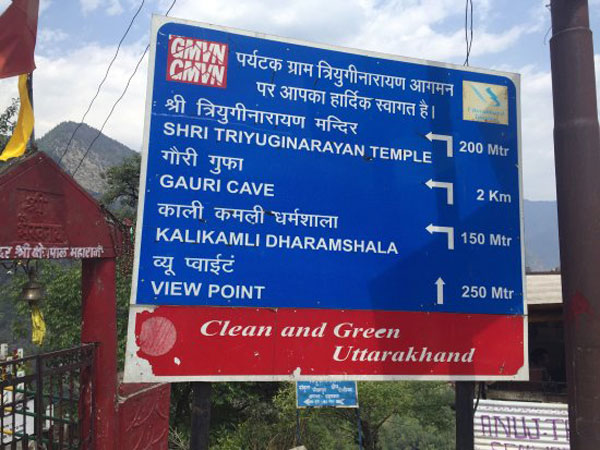 GMVN
GMVN
पर्यटक ग्राम त्रियुगीनारायण आगमन
पर आपका हार्दिक स्वागत है।
श्री त्रियुगीनारायण मन्दिर
SHRI TRIYUGINARAYAN TEMPLE 200 Mtr
गौरी गुफा
GAURI CAVE 2 Km
काली कमली धर्मशाला
KALIKAMLI DHARAMSHALA 150 Mtr
व्यू प्वाईटं
VIEW POINT 250 Mtr
Clean and Green
Uttarakhand